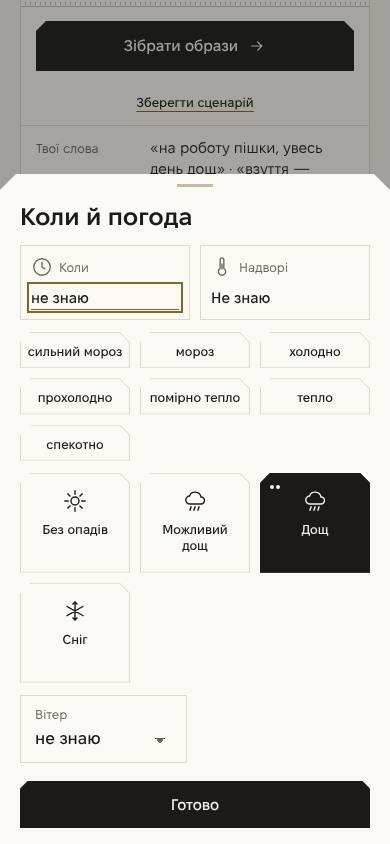 Зібрати образи →
Зберегти сценарій
Твої слова
«на роботу пішки, увесь
день дощ» · «взуття —
Коли й погода
Коли
не знаю
Надворі
Не знаю
сильний мороз
мороз
холодно
прохолодно
помірно тепло
тепло
спекотно
Без опадів
Можливий
дощ
Дощ
Сніг
Вітер
не знаю
Готово